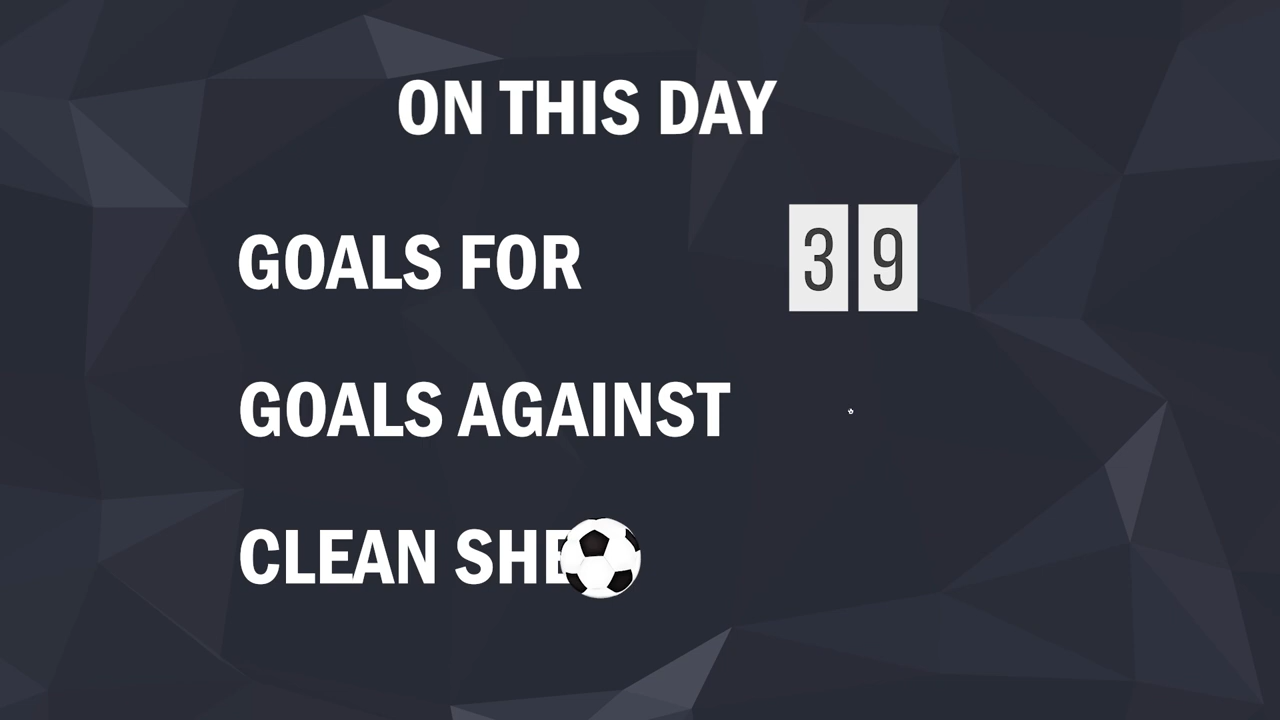 ON THIS DAY
GOALS FOR 39
GOALS AGAINST
CLEAN SHE